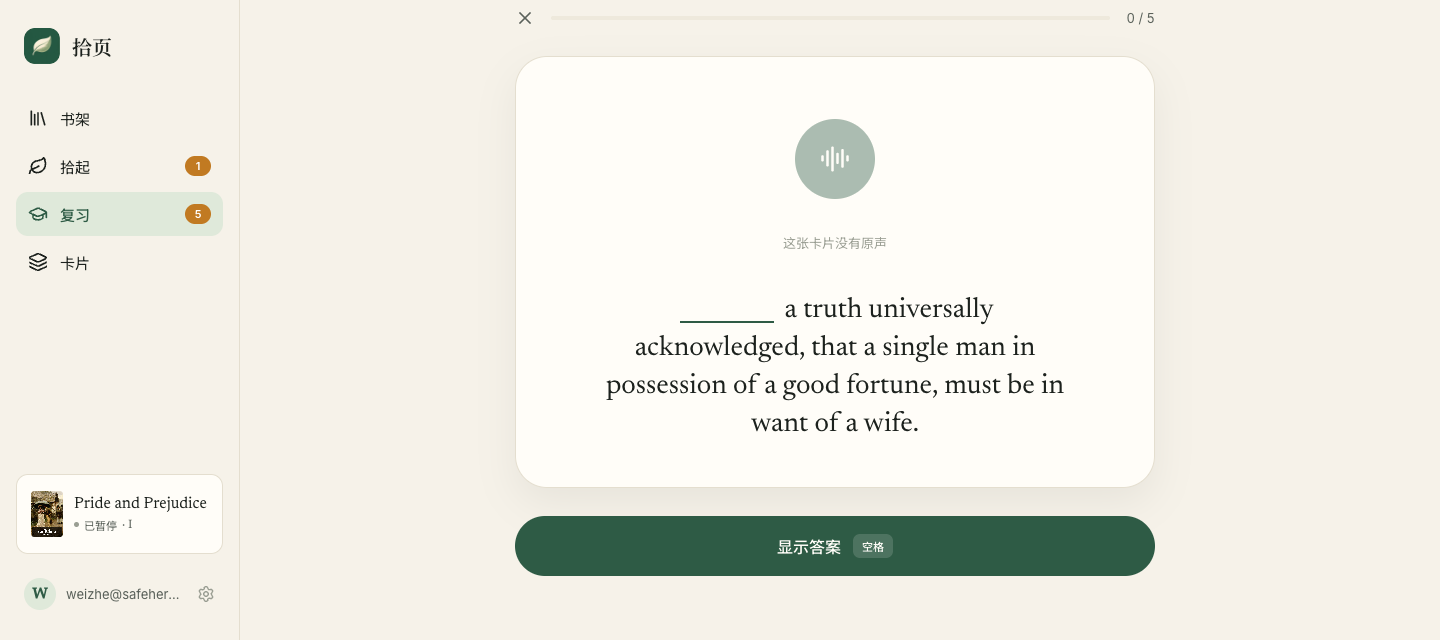 拾页
书架
拾起 1
复习 5
卡片
Pride and Prejudice
已暂停 · I
W weizhe@safeher...
0 / 5
这张卡片没有原声
______ a truth universally
acknowledged, that a single man in
possession of a good fortune, must be in
want of a wife.
显示答案 空格